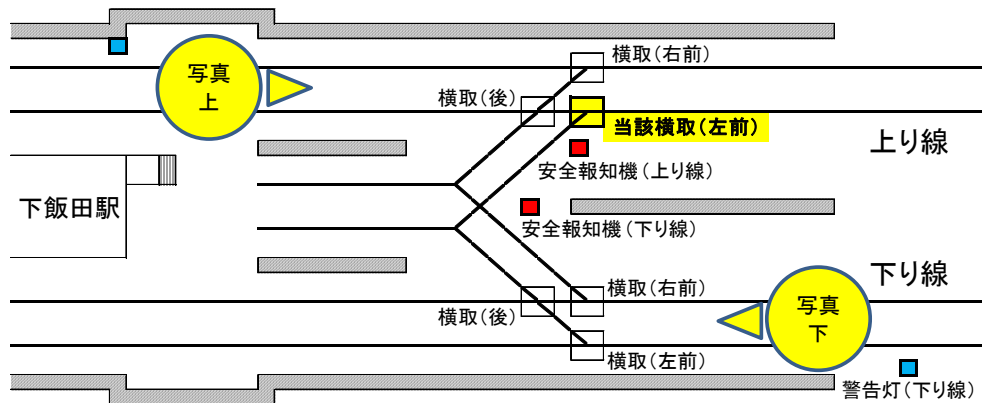 横取(右前)
写真
上
横取(後)
当該横取(左前)
上り線
安全報知機(上り線)
下飯田駅
安全報知機(下り線)
下り線
横取(右前)
写真
下
横取(後)
横取(左前)
警告灯(下り線)